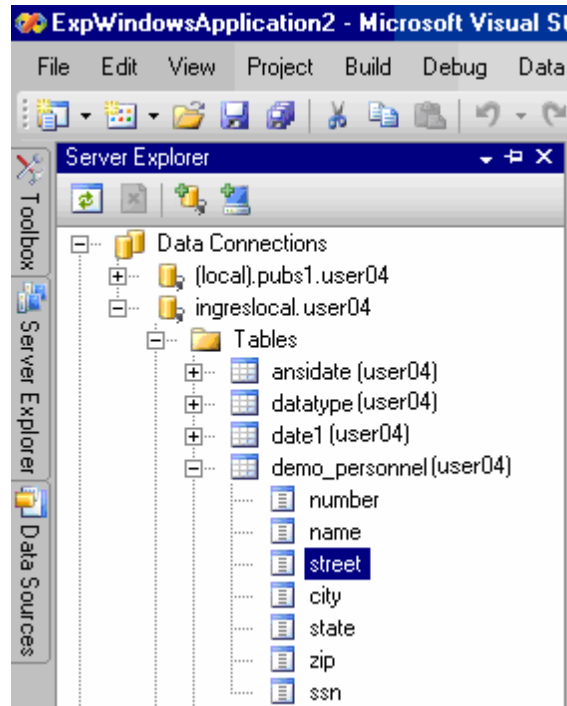 ExpWindowsApplication2 - Microsoft Visual St
File Edit View Project Build Debug Data
Server Explorer
Toolbox
Server Explorer
Data Sources
Data Connections
(local).pubs1.user04
ingreslocal.user04
Tables
ansidate (user04)
datatype (user04)
date1 (user04)
demo_personnel (user04)
number
name
street
city
state
zip
ssn